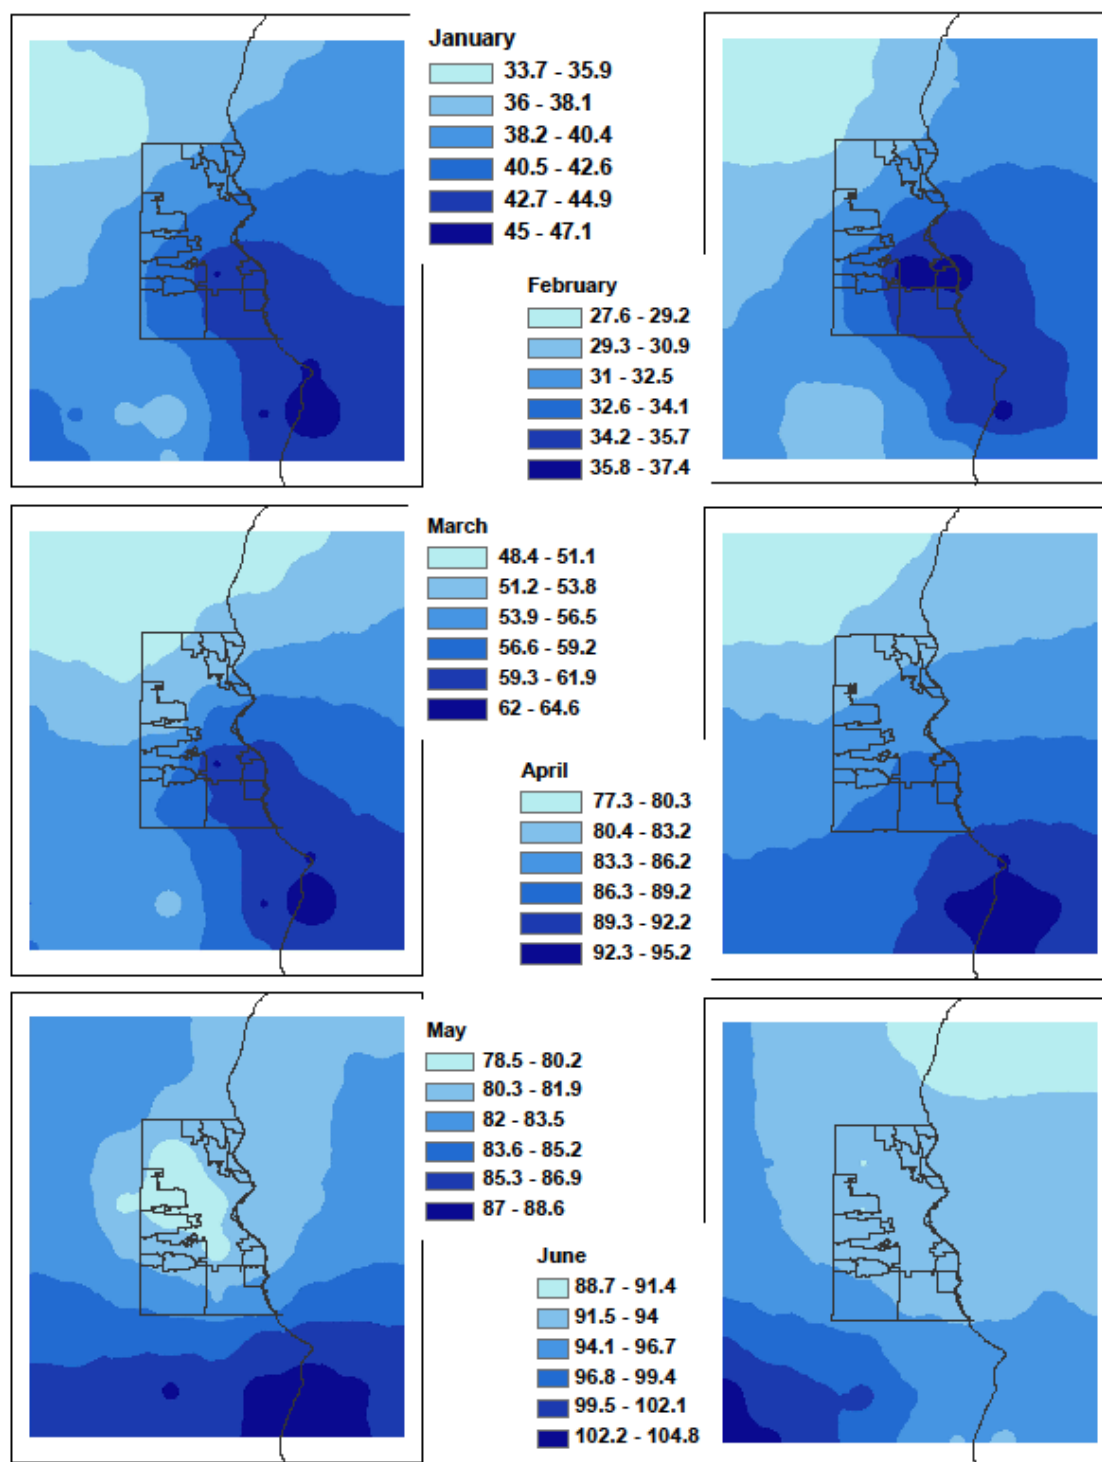 January
33.7 - 35.9
36 - 38.1
38.2 - 40.4
40.5 - 42.6
42.7 - 44.9
45 - 47.1
February
27.6 - 29.2
29.3 - 30.9
31 - 32.5
32.6 - 34.1
34.2 - 35.7
35.8 - 37.4
March
48.4 - 51.1
51.2 - 53.8
53.9 - 56.5
56.6 - 59.2
59.3 - 61.9
62 - 64.6
April
77.3 - 80.3
80.4 - 83.2
83.3 - 86.2
86.3 - 89.2
89.3 - 92.2
92.3 - 95.2
May
78.5 - 80.2
80.3 - 81.9
82 - 83.5
83.6 - 85.2
85.3 - 86.9
87 - 88.6
June
88.7 - 91.4
91.5 - 94
94.1 - 96.7
96.8 - 99.4
99.5 - 102.1
102.2 - 104.8